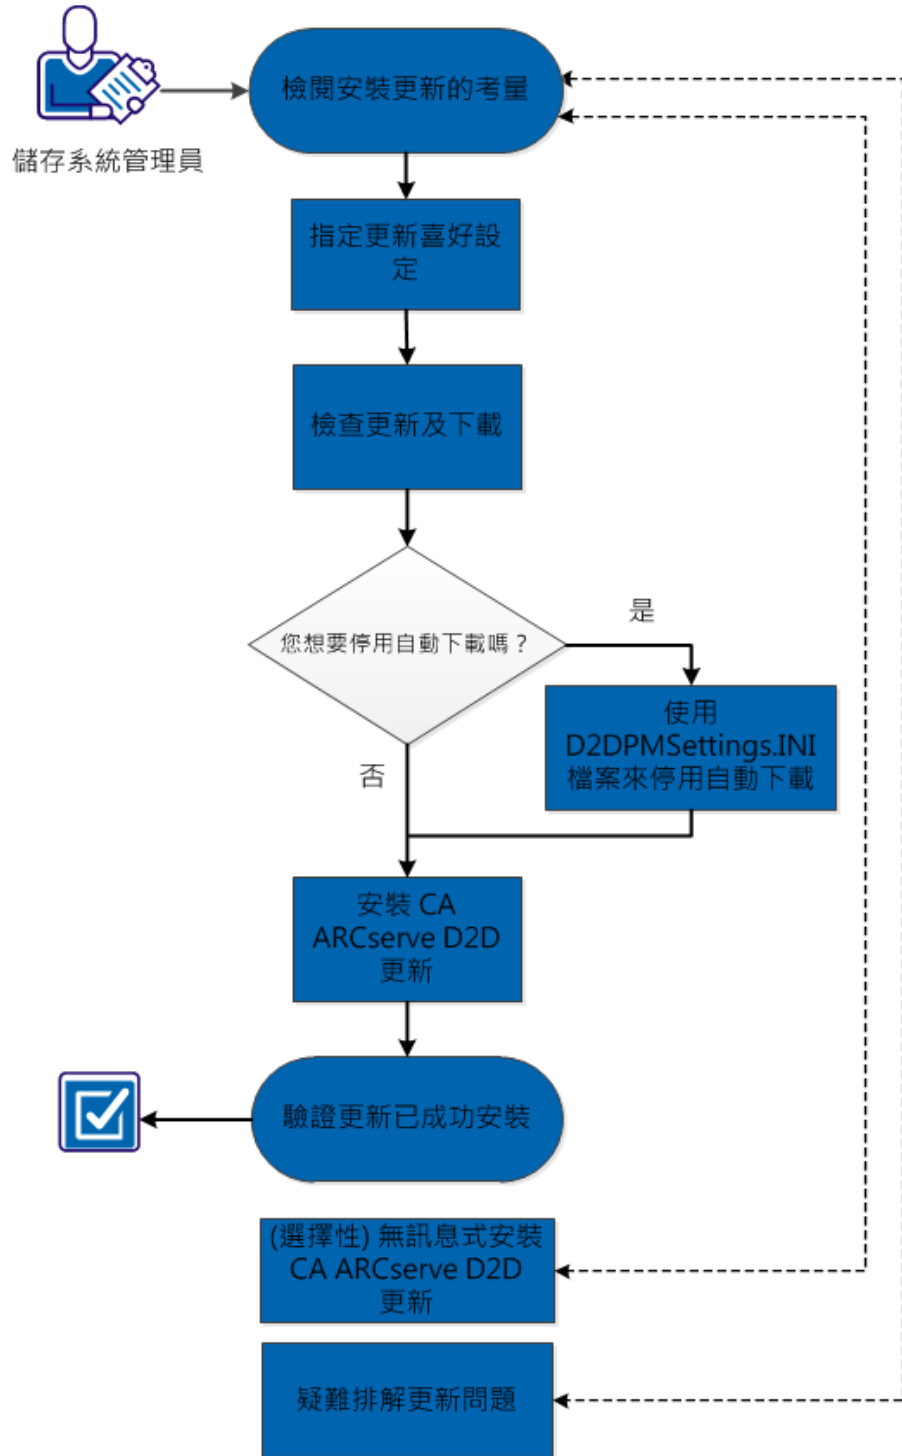 檢閱安裝更新的考量
儲存系統管理員
指定更新喜好設
定
檢查更新及下載
您想要停用自動下載嗎？
是
使用
D2DPMSettings.INI
檔案來停用自動下載
否
安裝 CA
ARCserve D2D
更新
驗證更新已成功安裝
(選擇性) 無訊息式安裝
CA ARCserve D2D
更新
疑難排解更新問題